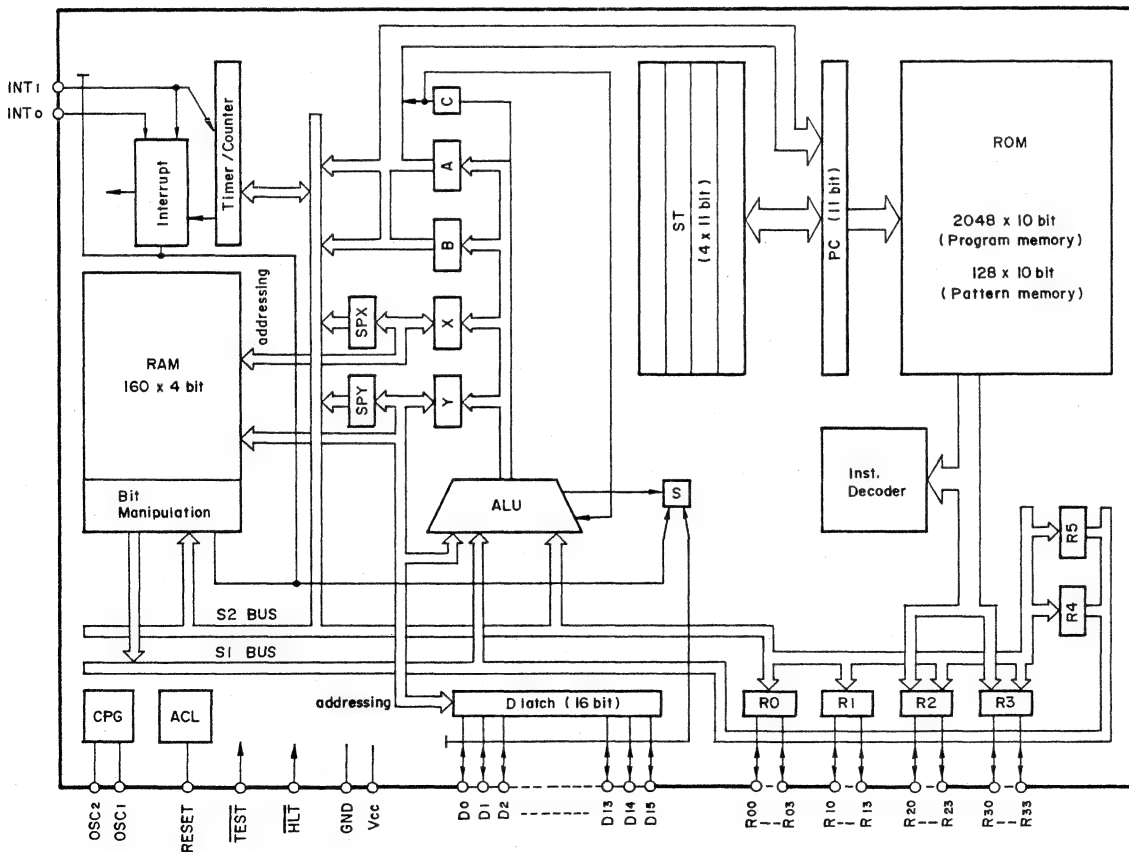 INT1
INT0
Interrupt
Timer/Counter
C
A
B
SPX
X
SPY
Y
addressing
RAM
160 x 4 bit
Bit
Manipulation
ALU
S
ST
(4 x 11 bit)
PC (11 bit)
ROM
2048 x 10 bit
(Program memory)
128 x 10 bit
(Pattern memory)
Inst.
Decoder
R5
R4
S2 BUS
S1 BUS
CPG
ACL
addressing
D latch (16 bit)
R0
R1
R2
R3
OSC2
OSC1
RESET
TEST
HLT
GND
Vcc
D0
D1
D2
D13
D14
D15
R00
R03
R10
R13
R20
R23
R30
R33